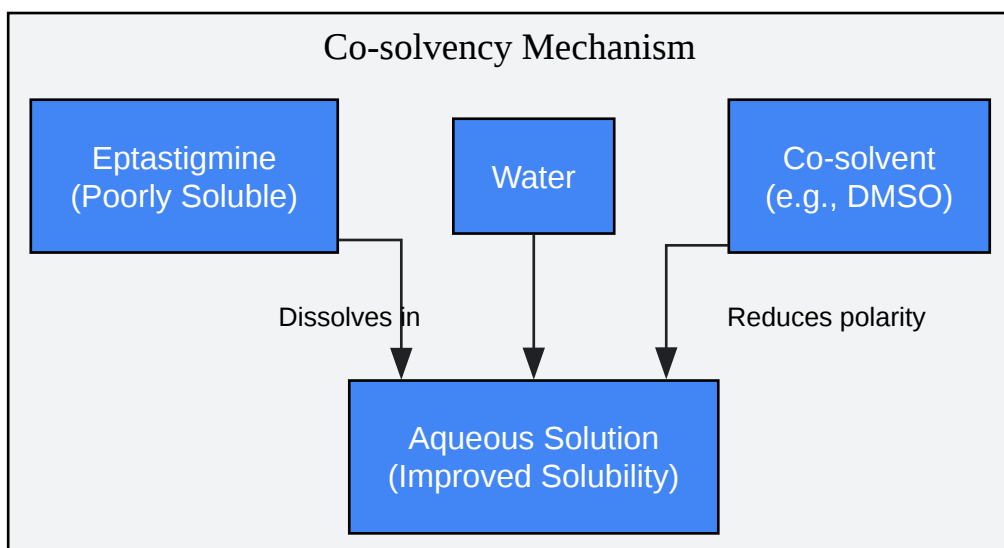 Co-solvency Mechanism
Eptastigmine
(Poorly Soluble)
Water
Co-solvent
(e.g., DMSO)
Dissolves in
Reduces polarity
Aqueous Solution
(Improved Solubility)